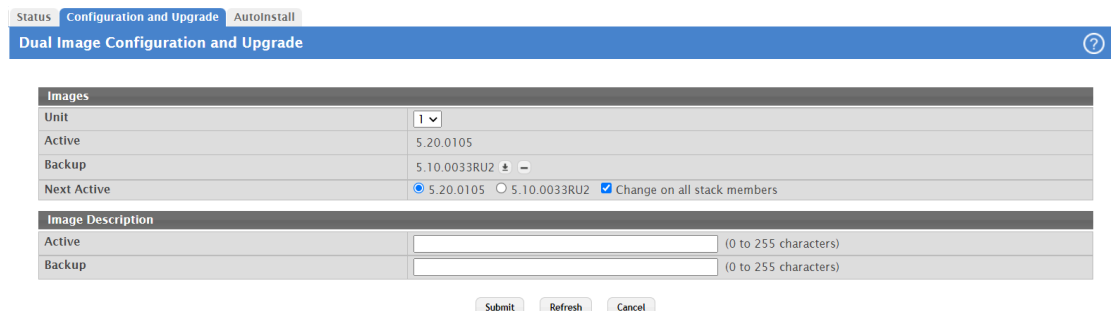 Status Configuration and Upgrade AutoInstall
Dual Image Configuration and Upgrade ?
Images
Unit 1
Active 5.20.0105
Backup 5.10.0033RU2
Next Active 5.20.0105 5.10.0033RU2 Change on all stack members
Image Description
Active (0 to 255 characters)
Backup (0 to 255 characters)
Submit Refresh Cancel